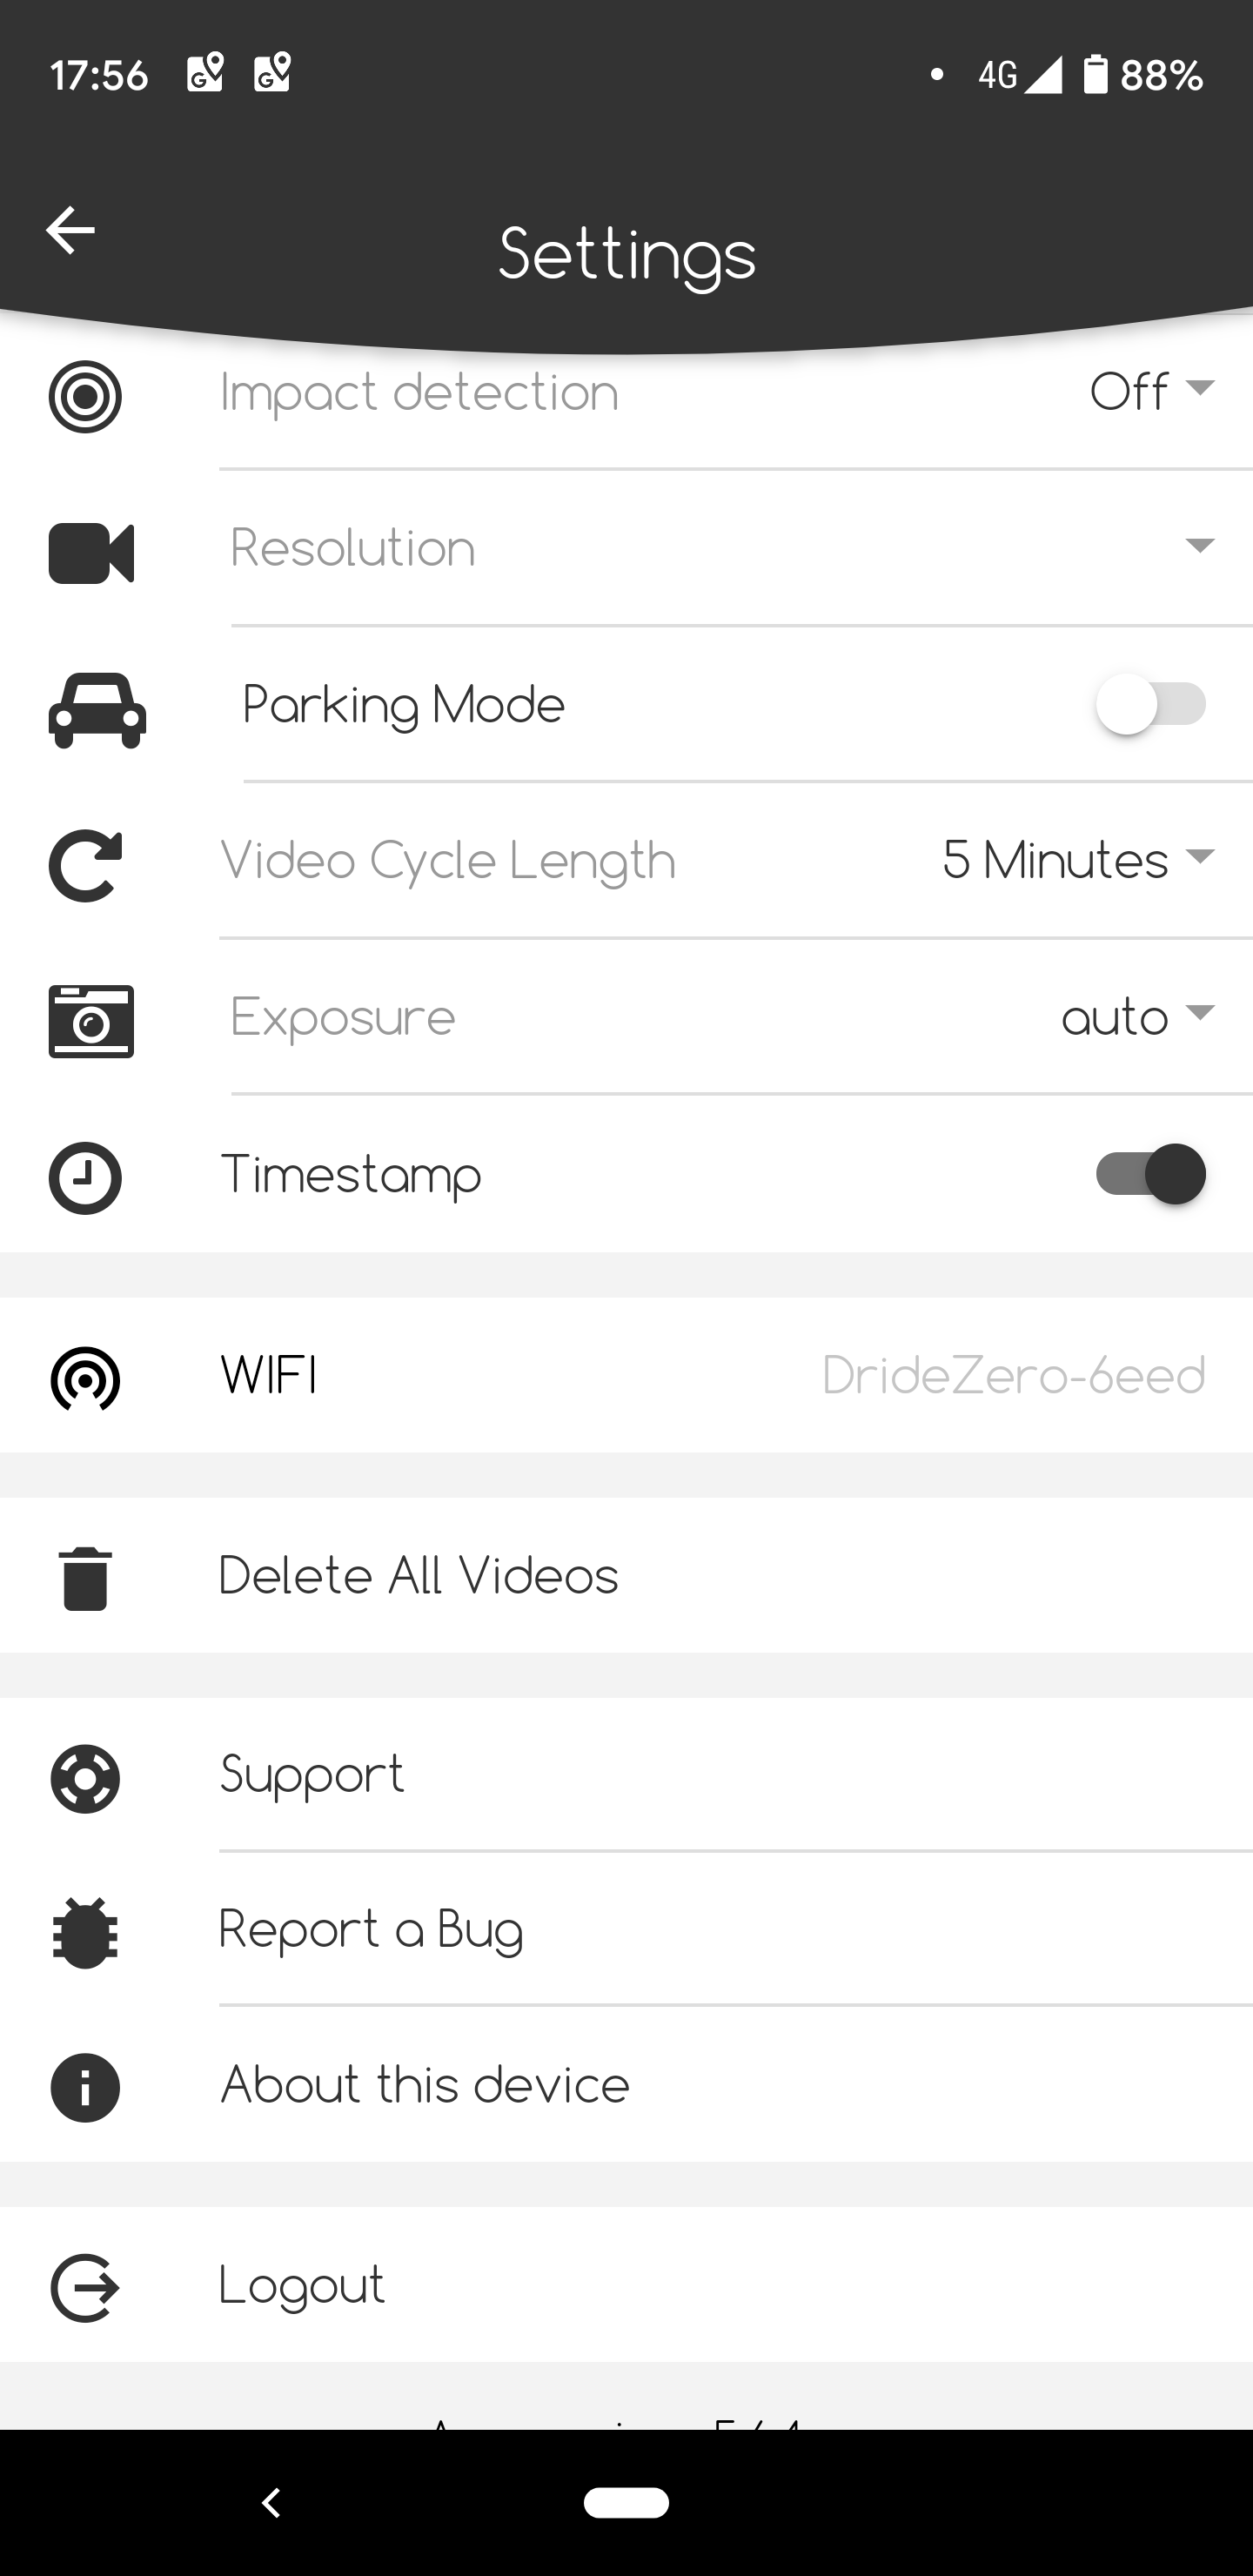 17:56 4G 88%
Settings
Impact detection Off
Resolution
Parking Mode
Video Cycle Length 5 Minutes
Exposure auto
Timestamp
WIFI DrideZero-6eed
Delete All Videos
Support
Report a Bug
About this device
Logout